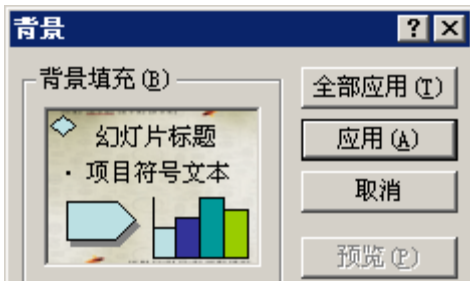 背景
背景填充(B)
幻灯片标题
· 项目符号文本
全部应用(T)
应用(A)
取消
预览(P)